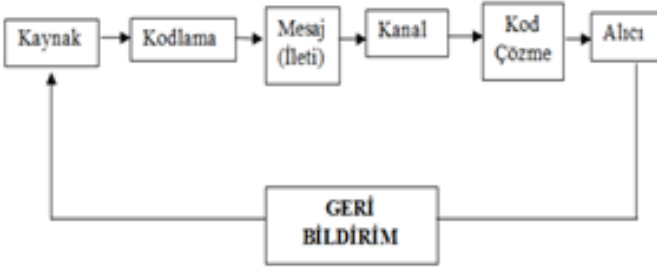 Kaynak
Kodlama
Mesaj
(İleti)
Kanal
Kod
Çözme
Alıcı
GERİ
BİLDİRİM